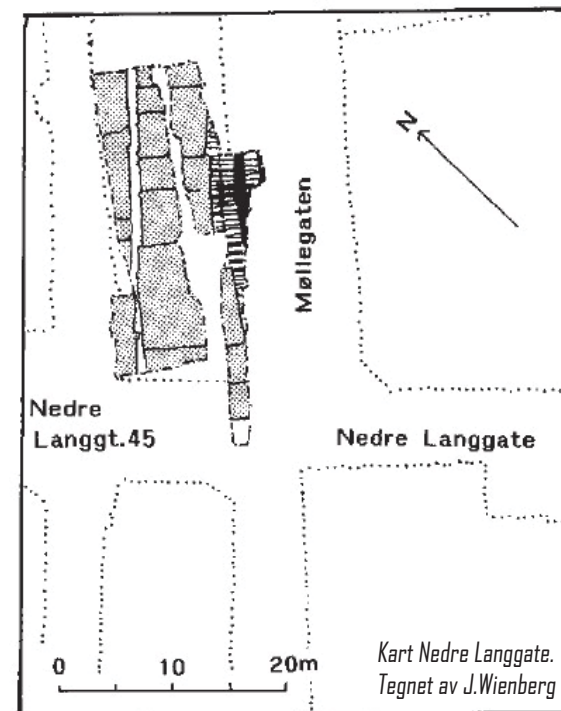 N
Møllegaten
Nedre
Langgt.45
Nedre Langgate
0 10 20m
Kart Nedre Langgate.
Tegnet av J.Wienberg